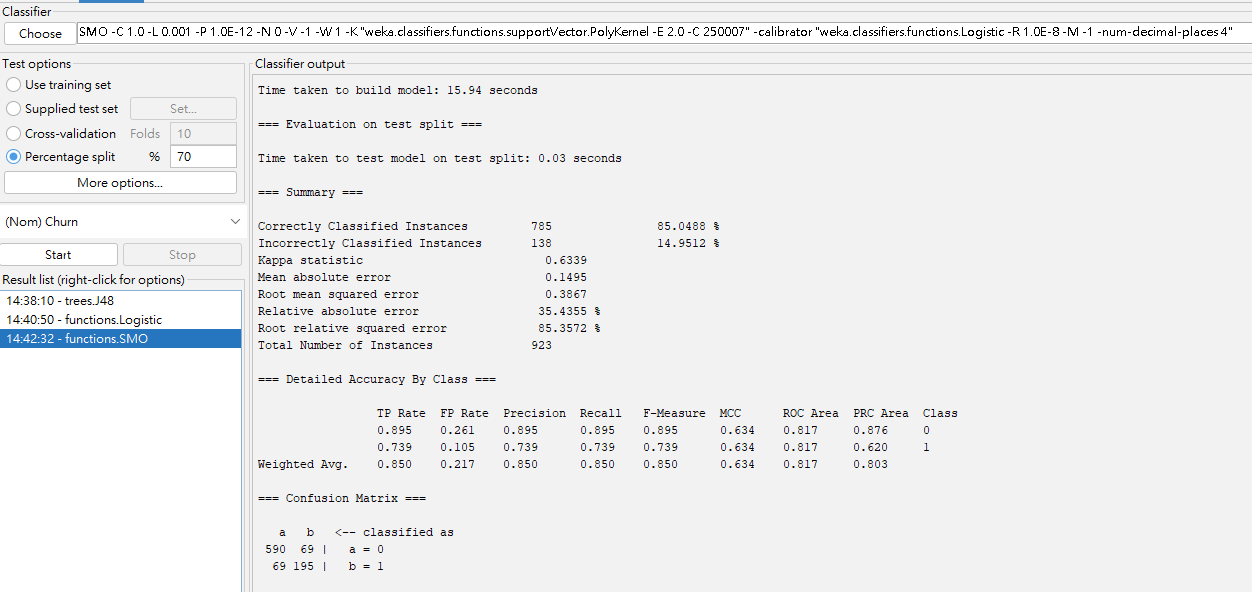 Classifier
Choose SMO -C 1.0 -L 0.001 -P 1.0E-12 -N 0 -V -1 -W 1 -K "weka.classifiers.functions.supportVector.PolyKernel -E 2.0 -C 250007" -calibrator "weka.classifiers.functions.Logistic -R 1.0E-8 -M -1 -num-decimal-places 4"
Test options
Use training set
Supplied test set Set...
Cross-validation Folds 10
Percentage split % 70
More options...
(Nom) Churn
Start Stop
Result list (right-click for options)
14:38:10 - trees.J48
14:40:50 - functions.Logistic
14:42:32 - functions.SMO
Classifier output
Time taken to build model: 15.94 seconds
=== Evaluation on test split ===
Time taken to test model on test split: 0.03 seconds
=== Summary ===
Correctly Classified Instances 785 85.0488 %
Incorrectly Classified Instances 138 14.9512 %
Kappa statistic 0.6339
Mean absolute error 0.1495
Root mean squared error 0.3867
Relative absolute error 35.4355 %
Root relative squared error 85.3572 %
Total Number of Instances 923
=== Detailed Accuracy By Class ===
TP Rate FP Rate Precision Recall F-Measure MCC ROC Area PRC Area Class
0.895 0.261 0.895 0.895 0.895 0.634 0.817 0.876 0
0.739 0.105 0.739 0.739 0.739 0.634 0.817 0.620 1
Weighted Avg. 0.850 0.217 0.850 0.850 0.850 0.634 0.817 0.803
=== Confusion Matrix ===
a b <-- classified as
590 69 | a = 0
69 195 | b = 1